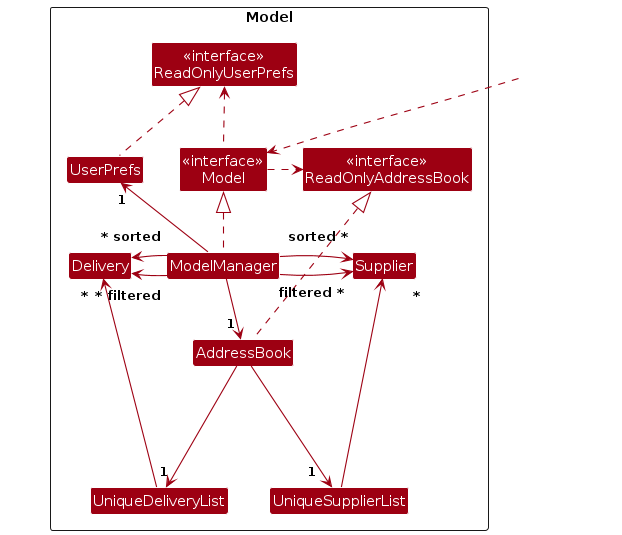 Model
«interface»
ReadOnlyUserPrefs
UserPrefs
«interface»
Model
«interface»
ReadOnlyAddressBook
1
* sorted
sorted *
Delivery
ModelManager
Supplier
* * filtered
filtered *
*
1
AddressBook
1
1
UniqueDeliveryList
UniqueSupplierList